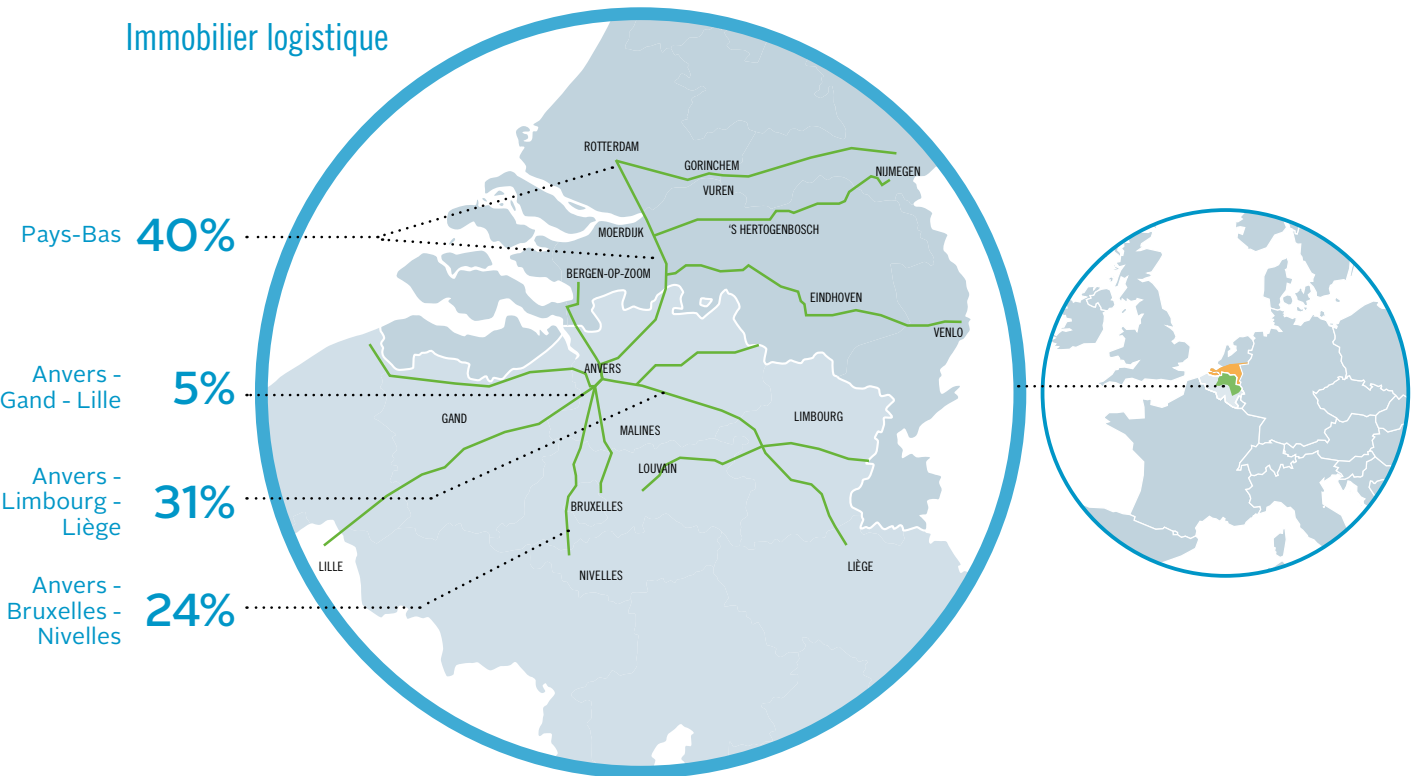 Immobilier logistique
ROTTERDAM
GORINCHEM
NIJMEGEN
VUREN
Pays-Bas 40%
MOERDIJK
'S HERTOGENBOSCH
BERGEN-OP-ZOOM
EINDHOVEN
VENLO
Anvers -
Gand - Lille
5%
ANVERS
GAND
LIMBOURG
MALINES
Anvers -
Limbourg -
Liège
31%
LOUVAIN
BRUXELLES
LILLE
LIÈGE
NIVELLES
Anvers -
Bruxelles -
Nivelles
24%